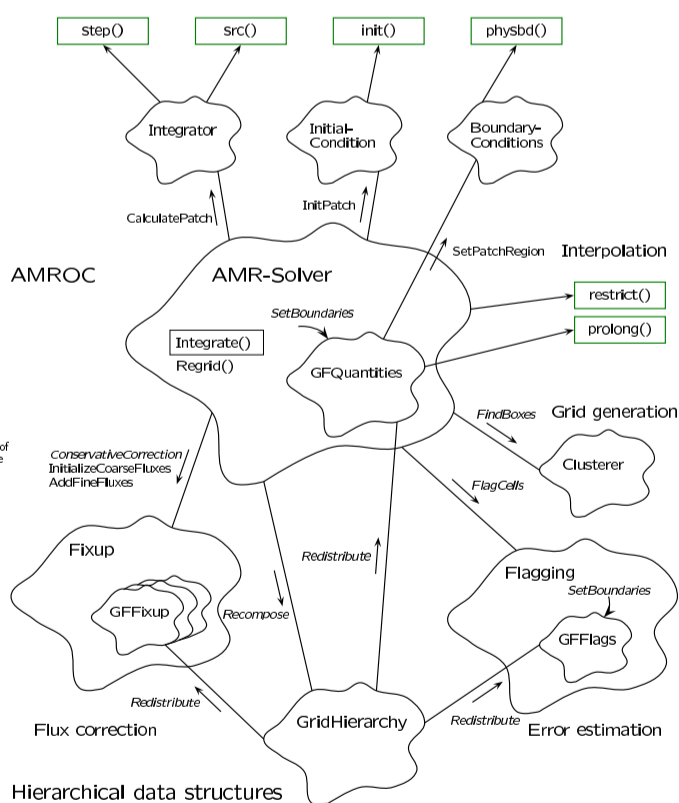 step()
src()
init()
physbd()
Integrator
Initial-
Condition
Boundary-
Conditions
CalculatePatch
InitPatch
SetPatchRegion
Interpolation
AMROC
AMR-Solver
restrict()
SetBoundaries
prolong()
Integrate()
Regrid()
GFQuantities
FindBoxes
Grid generation
of
e
ConservativeCorrection
InitializeCoarseFluxes
AddFineFluxes
Clusterer
FlagCells
Fixup
Redistribute
Flagging
SetBoundaries
GFFixup
Recompose
GFFlags
Redistribute
GridHierarchy
Redistribute
Flux correction
Error estimation
Hierarchical data structures